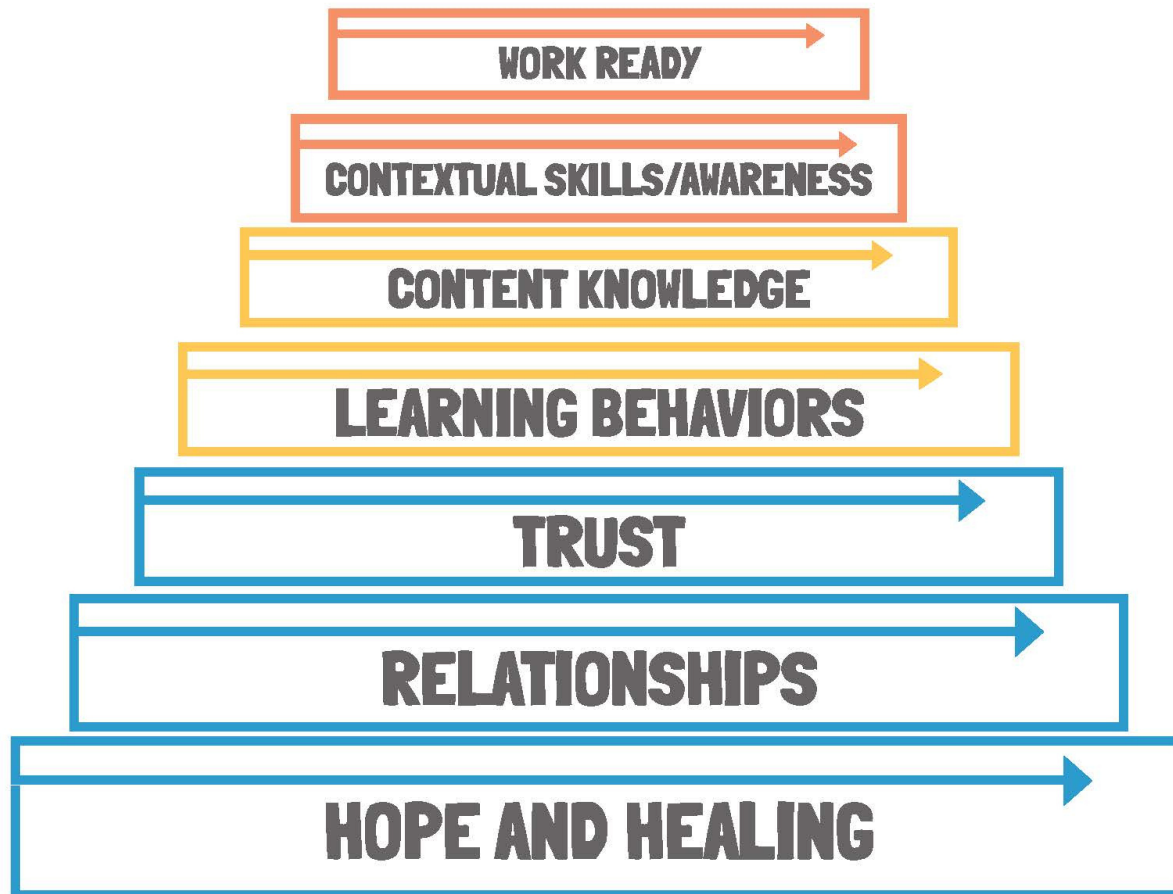 WORK READY
CONTEXTUAL SKILLS/AWARENESS
CONTENT KNOWLEDGE
LEARNING BEHAVIORS
TRUST
RELATIONSHIPS
HOPE AND HEALING